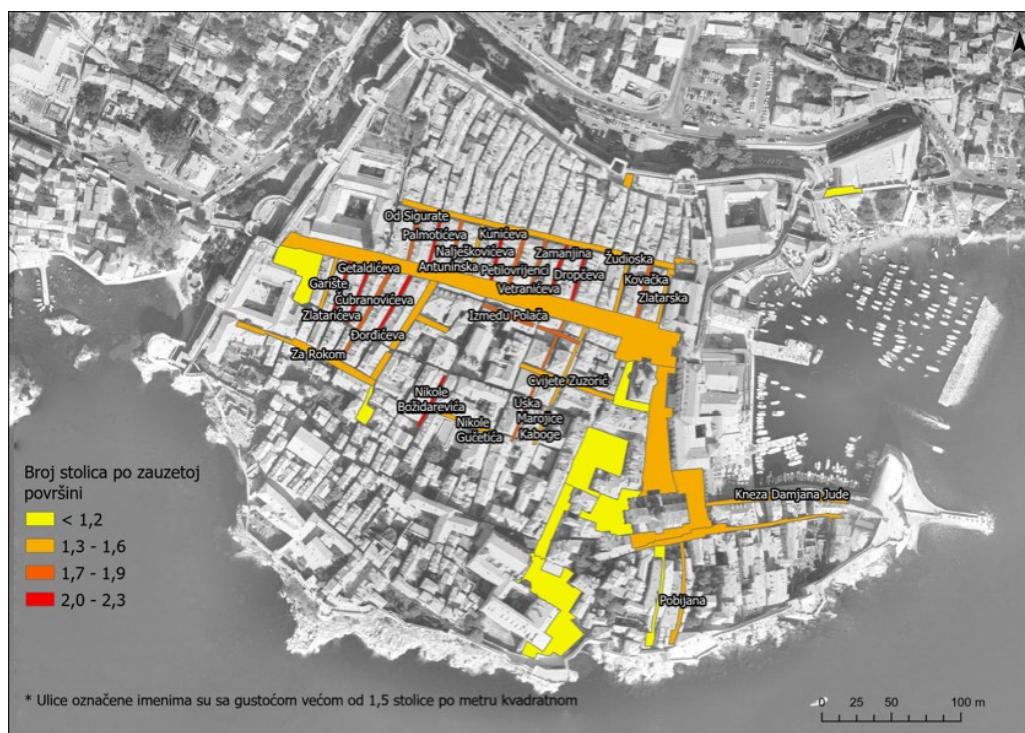 Od Sigurate
Palmotićeva
Kunićeva
Nalješkovićeva
Zamanjina
Žudioska
Getaldićeva
Antuninska
Petilovrijenci
Dropčeva
Kovačka
Garište
Vetranićeva
Čubranovićeva
Zlatarska
Zlatarićeva
Između Polača
Đorđićeva
Za Rokom
Cvijete Zuzorić
Nikole
Božidarevića
Uska
Nikole
Gučetića
Marojice
Kaboge
Kneza Damjana Jude
Pobijana
Broj stolica po zauzetoj
površini
< 1,2
1,3 - 1,6
1,7 - 1,9
2,0 - 2,3
* Ulice označene imenima su sa gustoćom većom od 1,5 stolice po metru kvadratnom
0 25 50 100 m